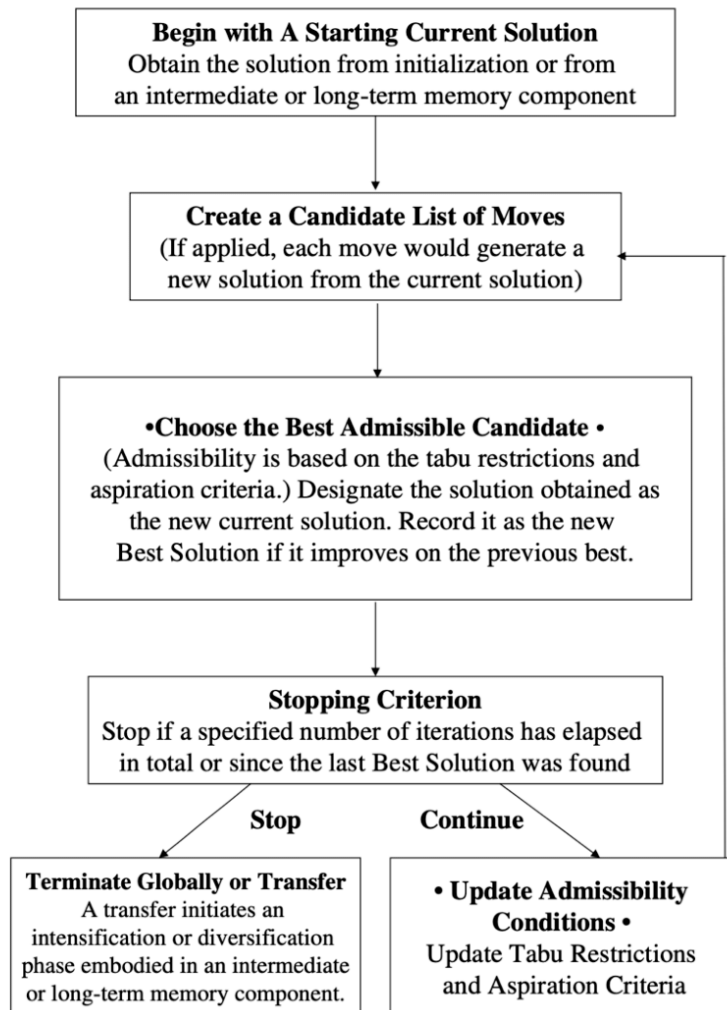 Begin with A Starting Current Solution
Obtain the solution from initialization or from
an intermediate or long-term memory component
Create a Candidate List of Moves
(If applied, each move would generate a
new solution from the current solution)
•Choose the Best Admissible Candidate •
(Admissibility is based on the tabu restrictions and
aspiration criteria.) Designate the solution obtained as
the new current solution. Record it as the new
Best Solution if it improves on the previous best.
Stopping Criterion
Stop if a specified number of iterations has elapsed
in total or since the last Best Solution was found
Stop
Continue
Terminate Globally or Transfer
A transfer initiates an
intensification or diversification
phase embodied in an intermediate
or long-term memory component.
• Update Admissibility
Conditions •
Update Tabu Restrictions
and Aspiration Criteria